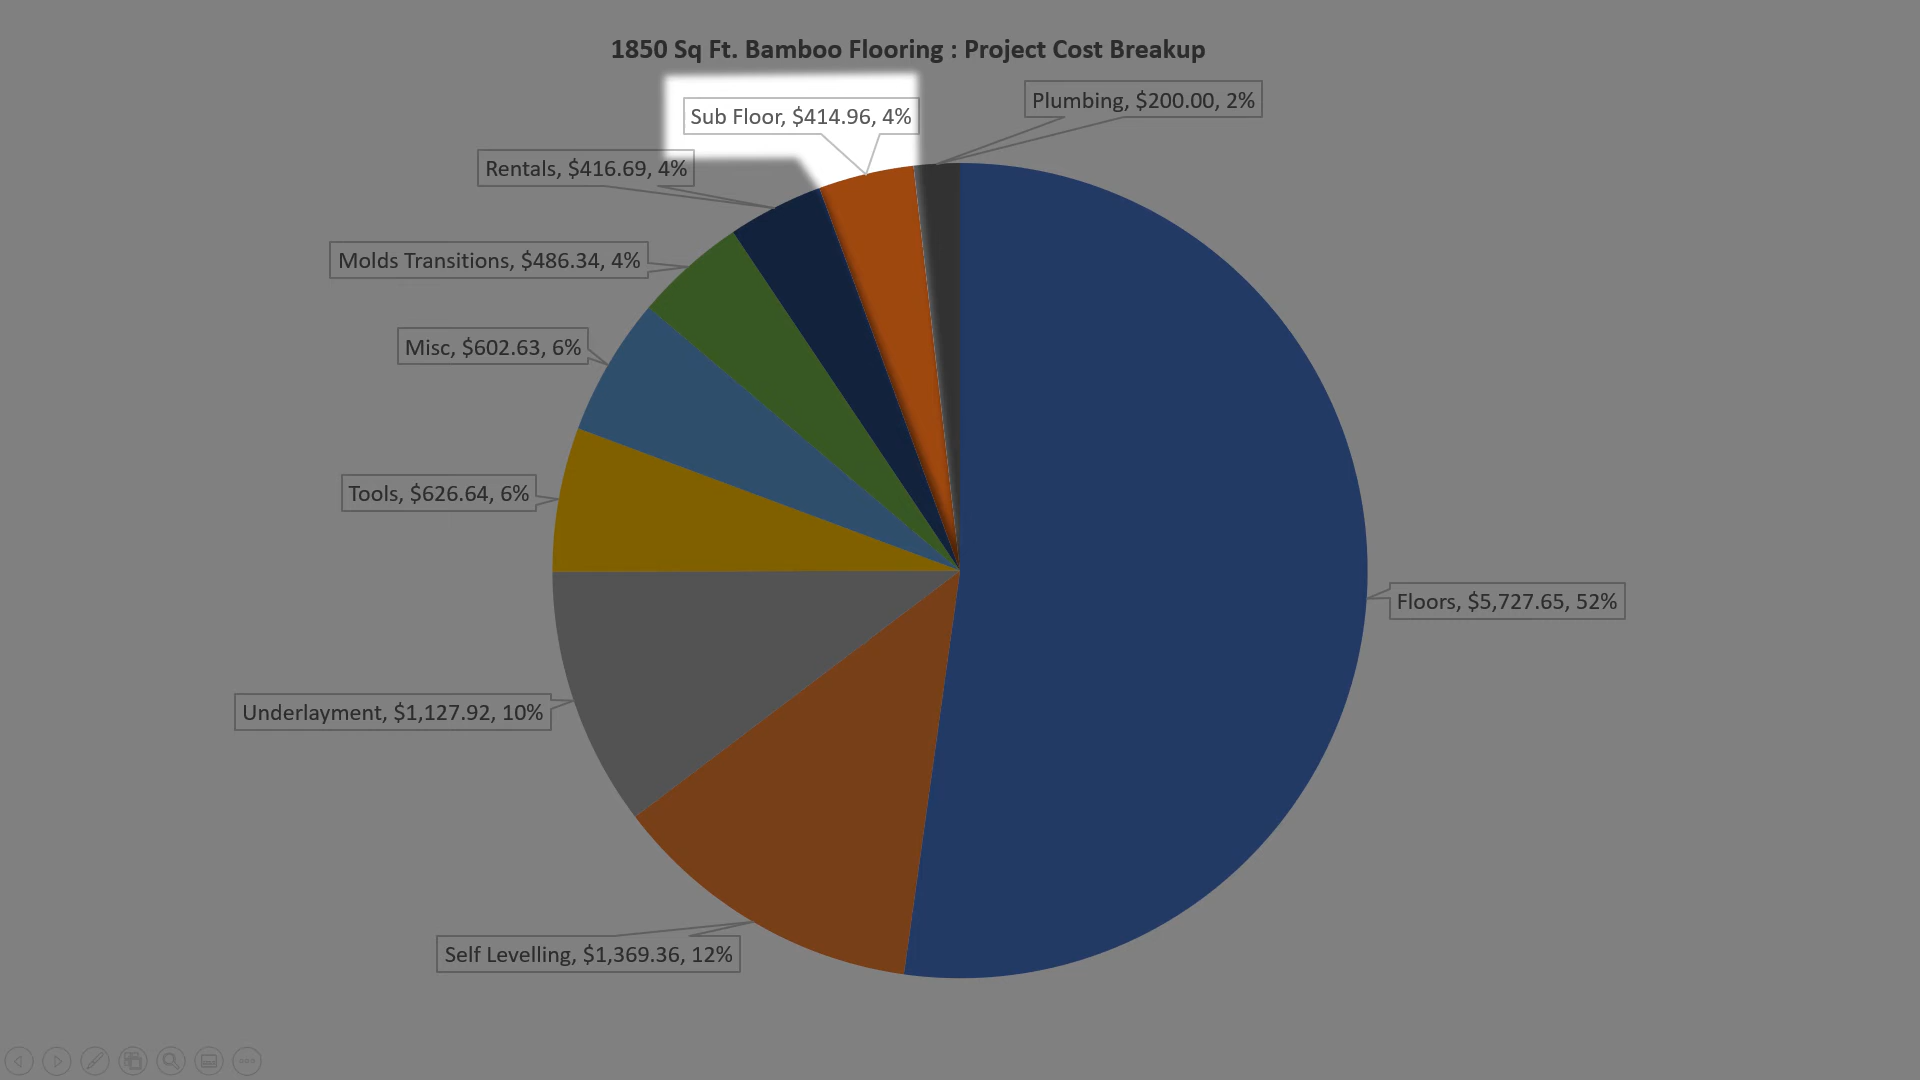 1850 Sq Ft. Bamboo Flooring : Project Cost Breakup
Plumbing, $200.00, 2%
Sub Floor, $414.96, 4%
Rentals, $416.69, 4%
Molds Transitions, $486.34, 4%
Misc, $602.63, 6%
Tools, $626.64, 6%
Floors, $5,727.65, 52%
Underlayment, $1,127.92, 10%
Self Levelling, $1,369.36, 12%